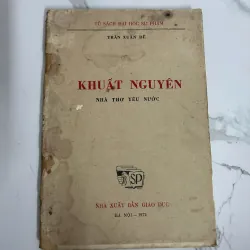 TỦ SÁCH ĐẠI HỌC SƯ PHẠM
TRẦN XUÂN ĐỀ
KHUẤT NGUYÊN
NHÀ THƠ YÊU NƯỚC
SP
NHÀ XUẤT BẢN GIÁO DỤC